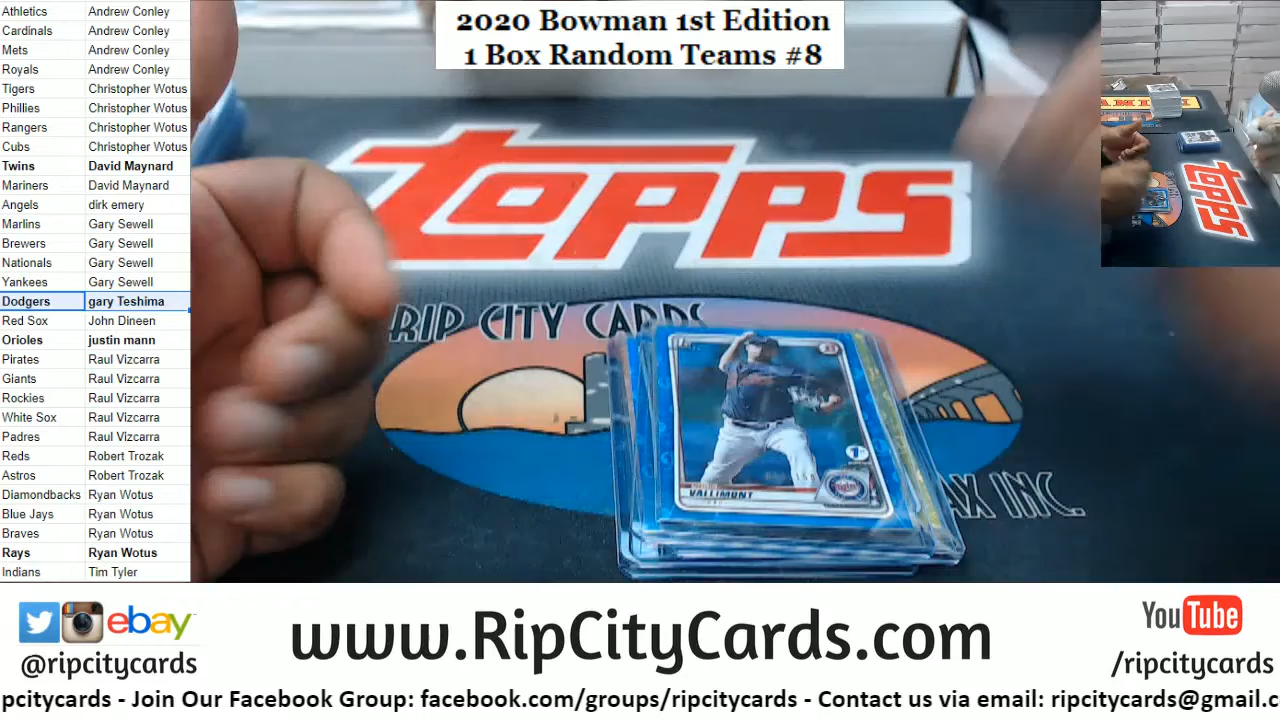 2020 Bowman 1st Edition
1 Box Random Teams #8
Athletics Andrew Conley
Cardinals Andrew Conley
Mets Andrew Conley
Royals Andrew Conley
Tigers Christopher Wotus
Phillies Christopher Wotus
Rangers Christopher Wotus
Cubs Christopher Wotus
Twins David Maynard
Mariners David Maynard
Angels dirk emery
Marlins Gary Sewell
Brewers Gary Sewell
Nationals Gary Sewell
Yankees Gary Sewell
Dodgers gary Teshima
Red Sox John Dineen
Orioles justin mann
Pirates Raul Vizcarra
Giants Raul Vizcarra
Rockies Raul Vizcarra
White Sox Raul Vizcarra
Padres Raul Vizcarra
Reds Robert Trozak
Astros Robert Trozak
Diamondbacks Ryan Wotus
Blue Jays Ryan Wotus
Braves Ryan Wotus
Rays Ryan Wotus
Indians Tim Tyler
topps
RIP CITY CARDS
VALLIMONT
1st
AX INC.
topps
ebay
@ripcitycards
www.RipCityCards.com
YouTube
/ripcitycards
pcitycards - Join Our Facebook Group: facebook.com/groups/ripcitycards - Contact us via email: ripcitycards@gmail.c